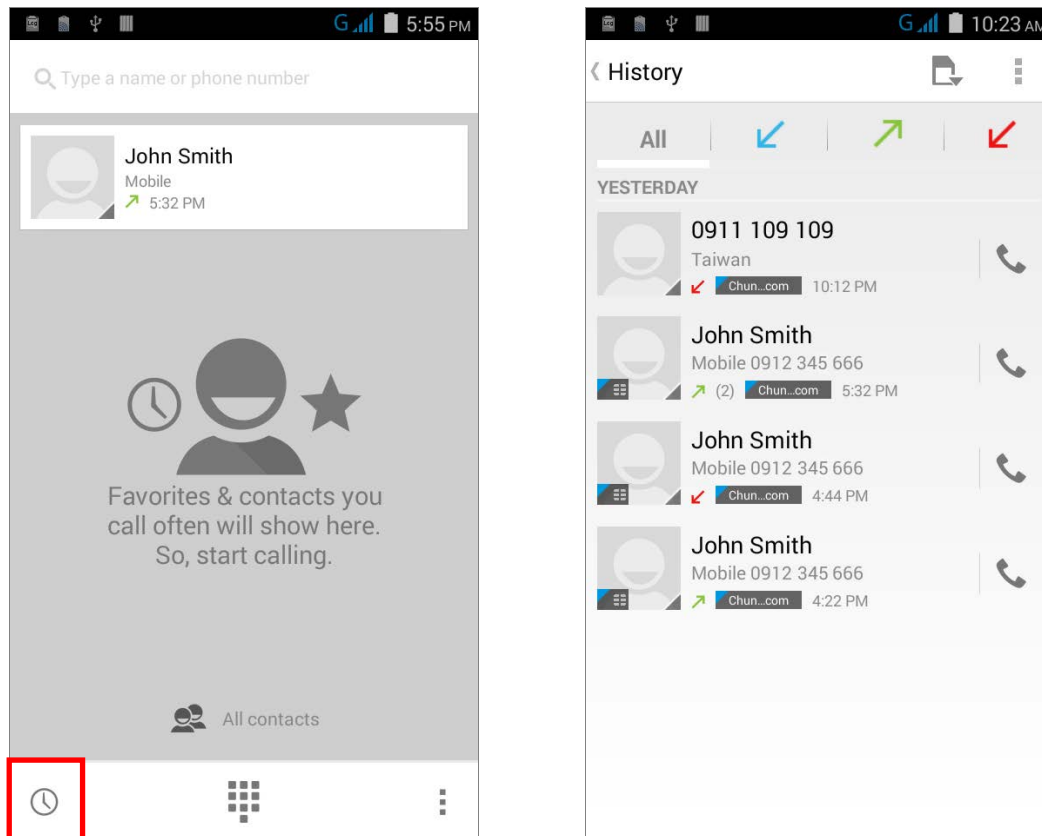 G 5:55 PM
Type a name or phone number
John Smith
Mobile
5:32 PM
Favorites & contacts you
call often will show here.
So, start calling.
All contacts
G 10:23 AM
History
All
YESTERDAY
0911 109 109
Taiwan
Chun...com 10:12 PM
John Smith
Mobile 0912 345 666
(2) Chun...com 5:32 PM
John Smith
Mobile 0912 345 666
Chun...com 4:44 PM
John Smith
Mobile 0912 345 666
Chun...com 4:22 PM